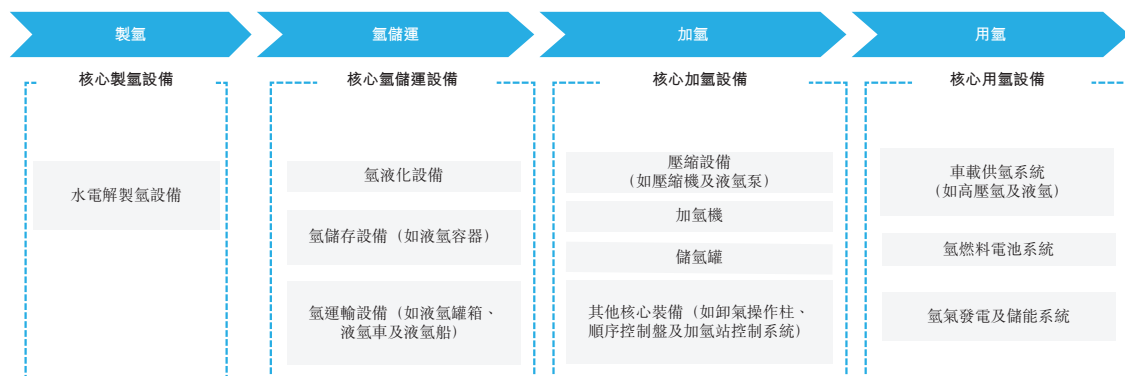 製氫
氫儲運
加氫
用氫
核心製氫設備
水電解製氫設備
核心氫儲運設備
氫液化設備
氫儲存設備（如液氫容器）
氫運輸設備（如液氫罐箱、
液氫車及液氫船）
核心加氫設備
壓縮設備
（如壓縮機及液氫泵）
加氫機
儲氫罐
其他核心裝備（如卸氣操作柱、
順序控制盤及加氫站控制系統）
核心用氫設備
車載供氫系統
（如高壓氫及液氫）
氫燃料電池系統
氫氣發電及儲能系統